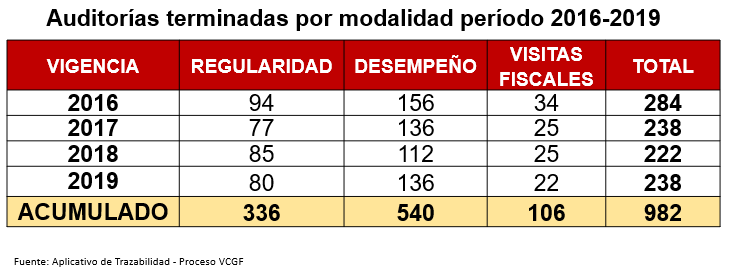 Auditorías terminadas por modalidad período 2016-2019
VIGENCIA REGULARIDAD DESEMPEÑO VISITAS FISCALES TOTAL
2016 94 156 34 284
2017 77 136 25 238
2018 85 112 25 222
2019 80 136 22 238
ACUMULADO 336 540 106 982
Fuente: Aplicativo de Trazabilidad - Proceso VCGF